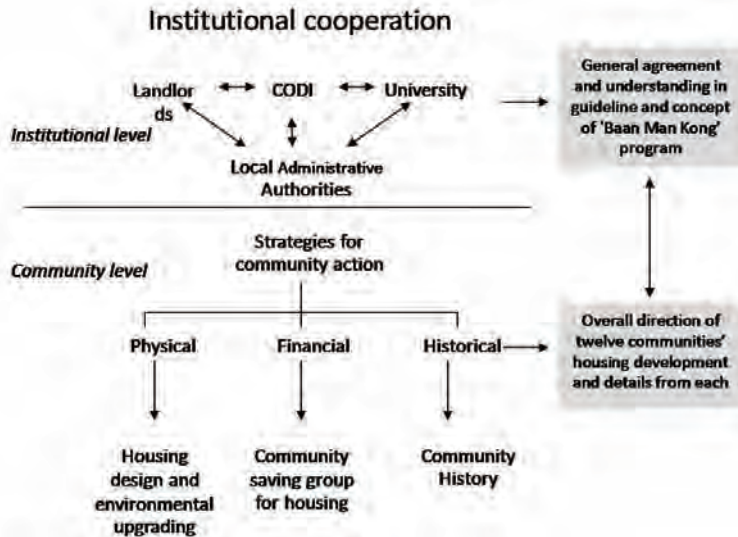 Institutional cooperation
Landlor
ds
CODI
University
Institutional level
Local Administrative
Authorities
General agreement
and understanding in
guideline and concept
of 'Baan Man Kong'
program
Strategies for
community action
Community level
Physical
Financial
Historical
Overall direction of
twelve communities'
housing development
and details from each
Housing
design and
environmental
upgrading
Community
saving group
for housing
Community
History